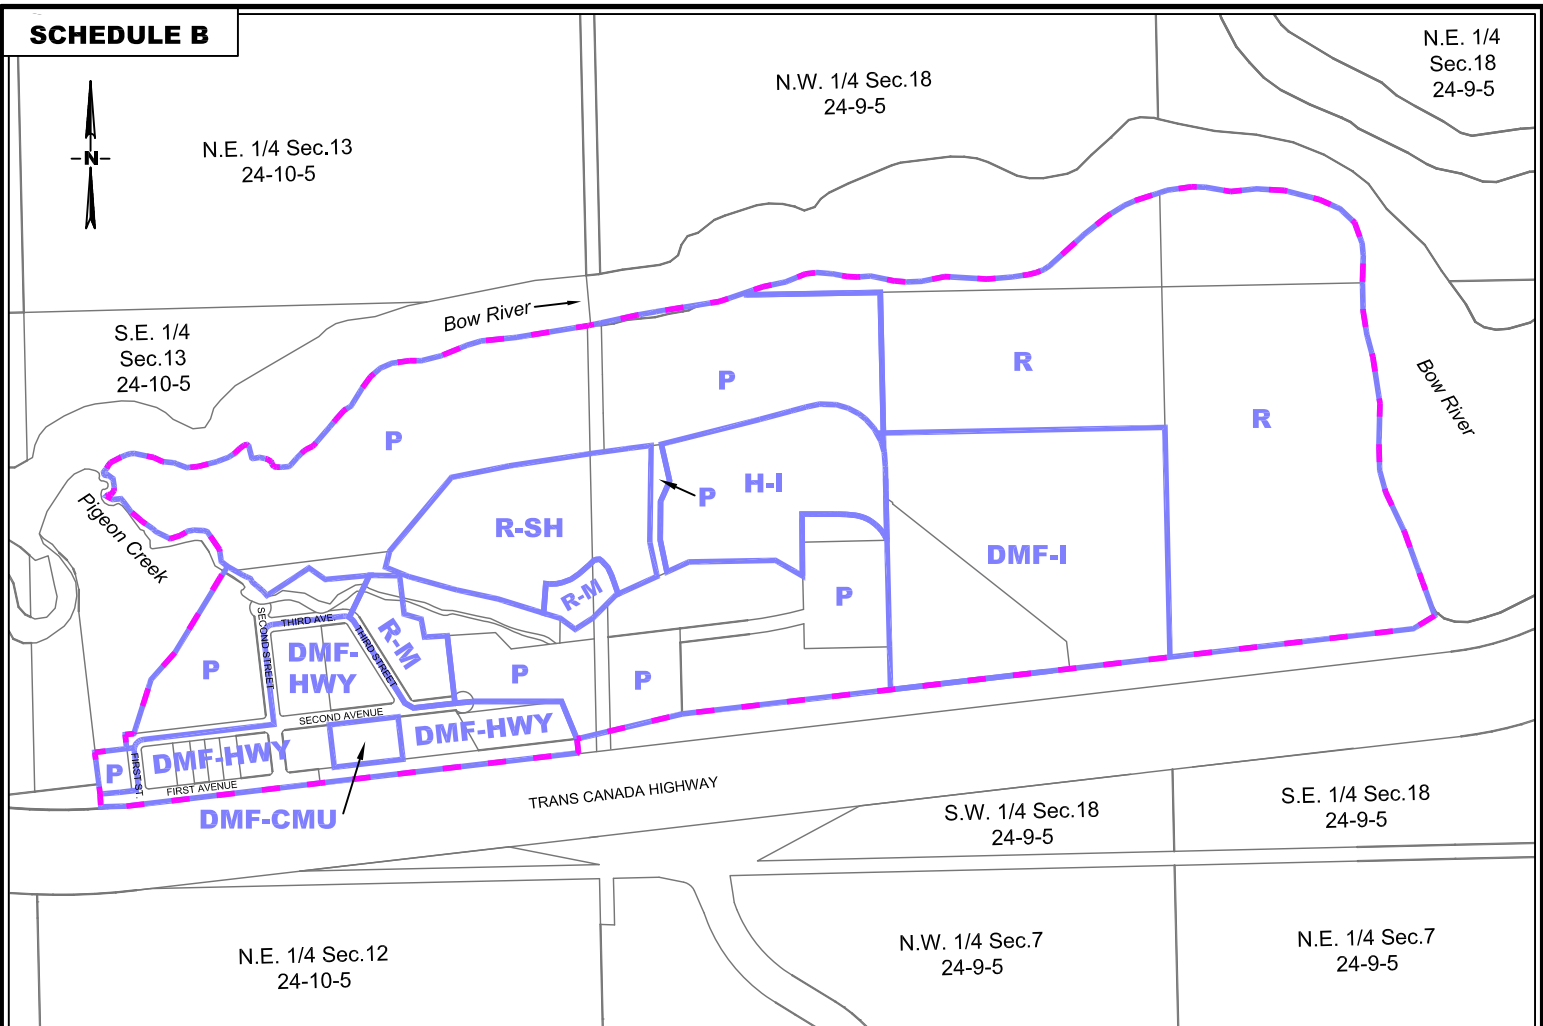 SCHEDULE B
N.E. 1/4
Sec.18
24-9-5
N.W. 1/4 Sec.18
24-9-5
N.E. 1/4 Sec.13
24-10-5
-N-
Bow River
S.E. 1/4
Sec.13
24-10-5
P
R
Bow River
R
P
H-I
P
Pigeon Creek
R-SH
DMF-I
R-M
P
SECOND STREET
THIRD AVE.
THIRD STREET
R-M
DMF-
HWY
P
P
P
SECOND AVENUE
DMF-HWY
DMF-HWY
P
FIRST ST.
FIRST AVENUE
TRANS CANADA HIGHWAY
DMF-CMU
S.W. 1/4 Sec.18
24-9-5
S.E. 1/4 Sec.18
24-9-5
N.E. 1/4 Sec.12
24-10-5
N.W. 1/4 Sec.7
24-9-5
N.E. 1/4 Sec.7
24-9-5